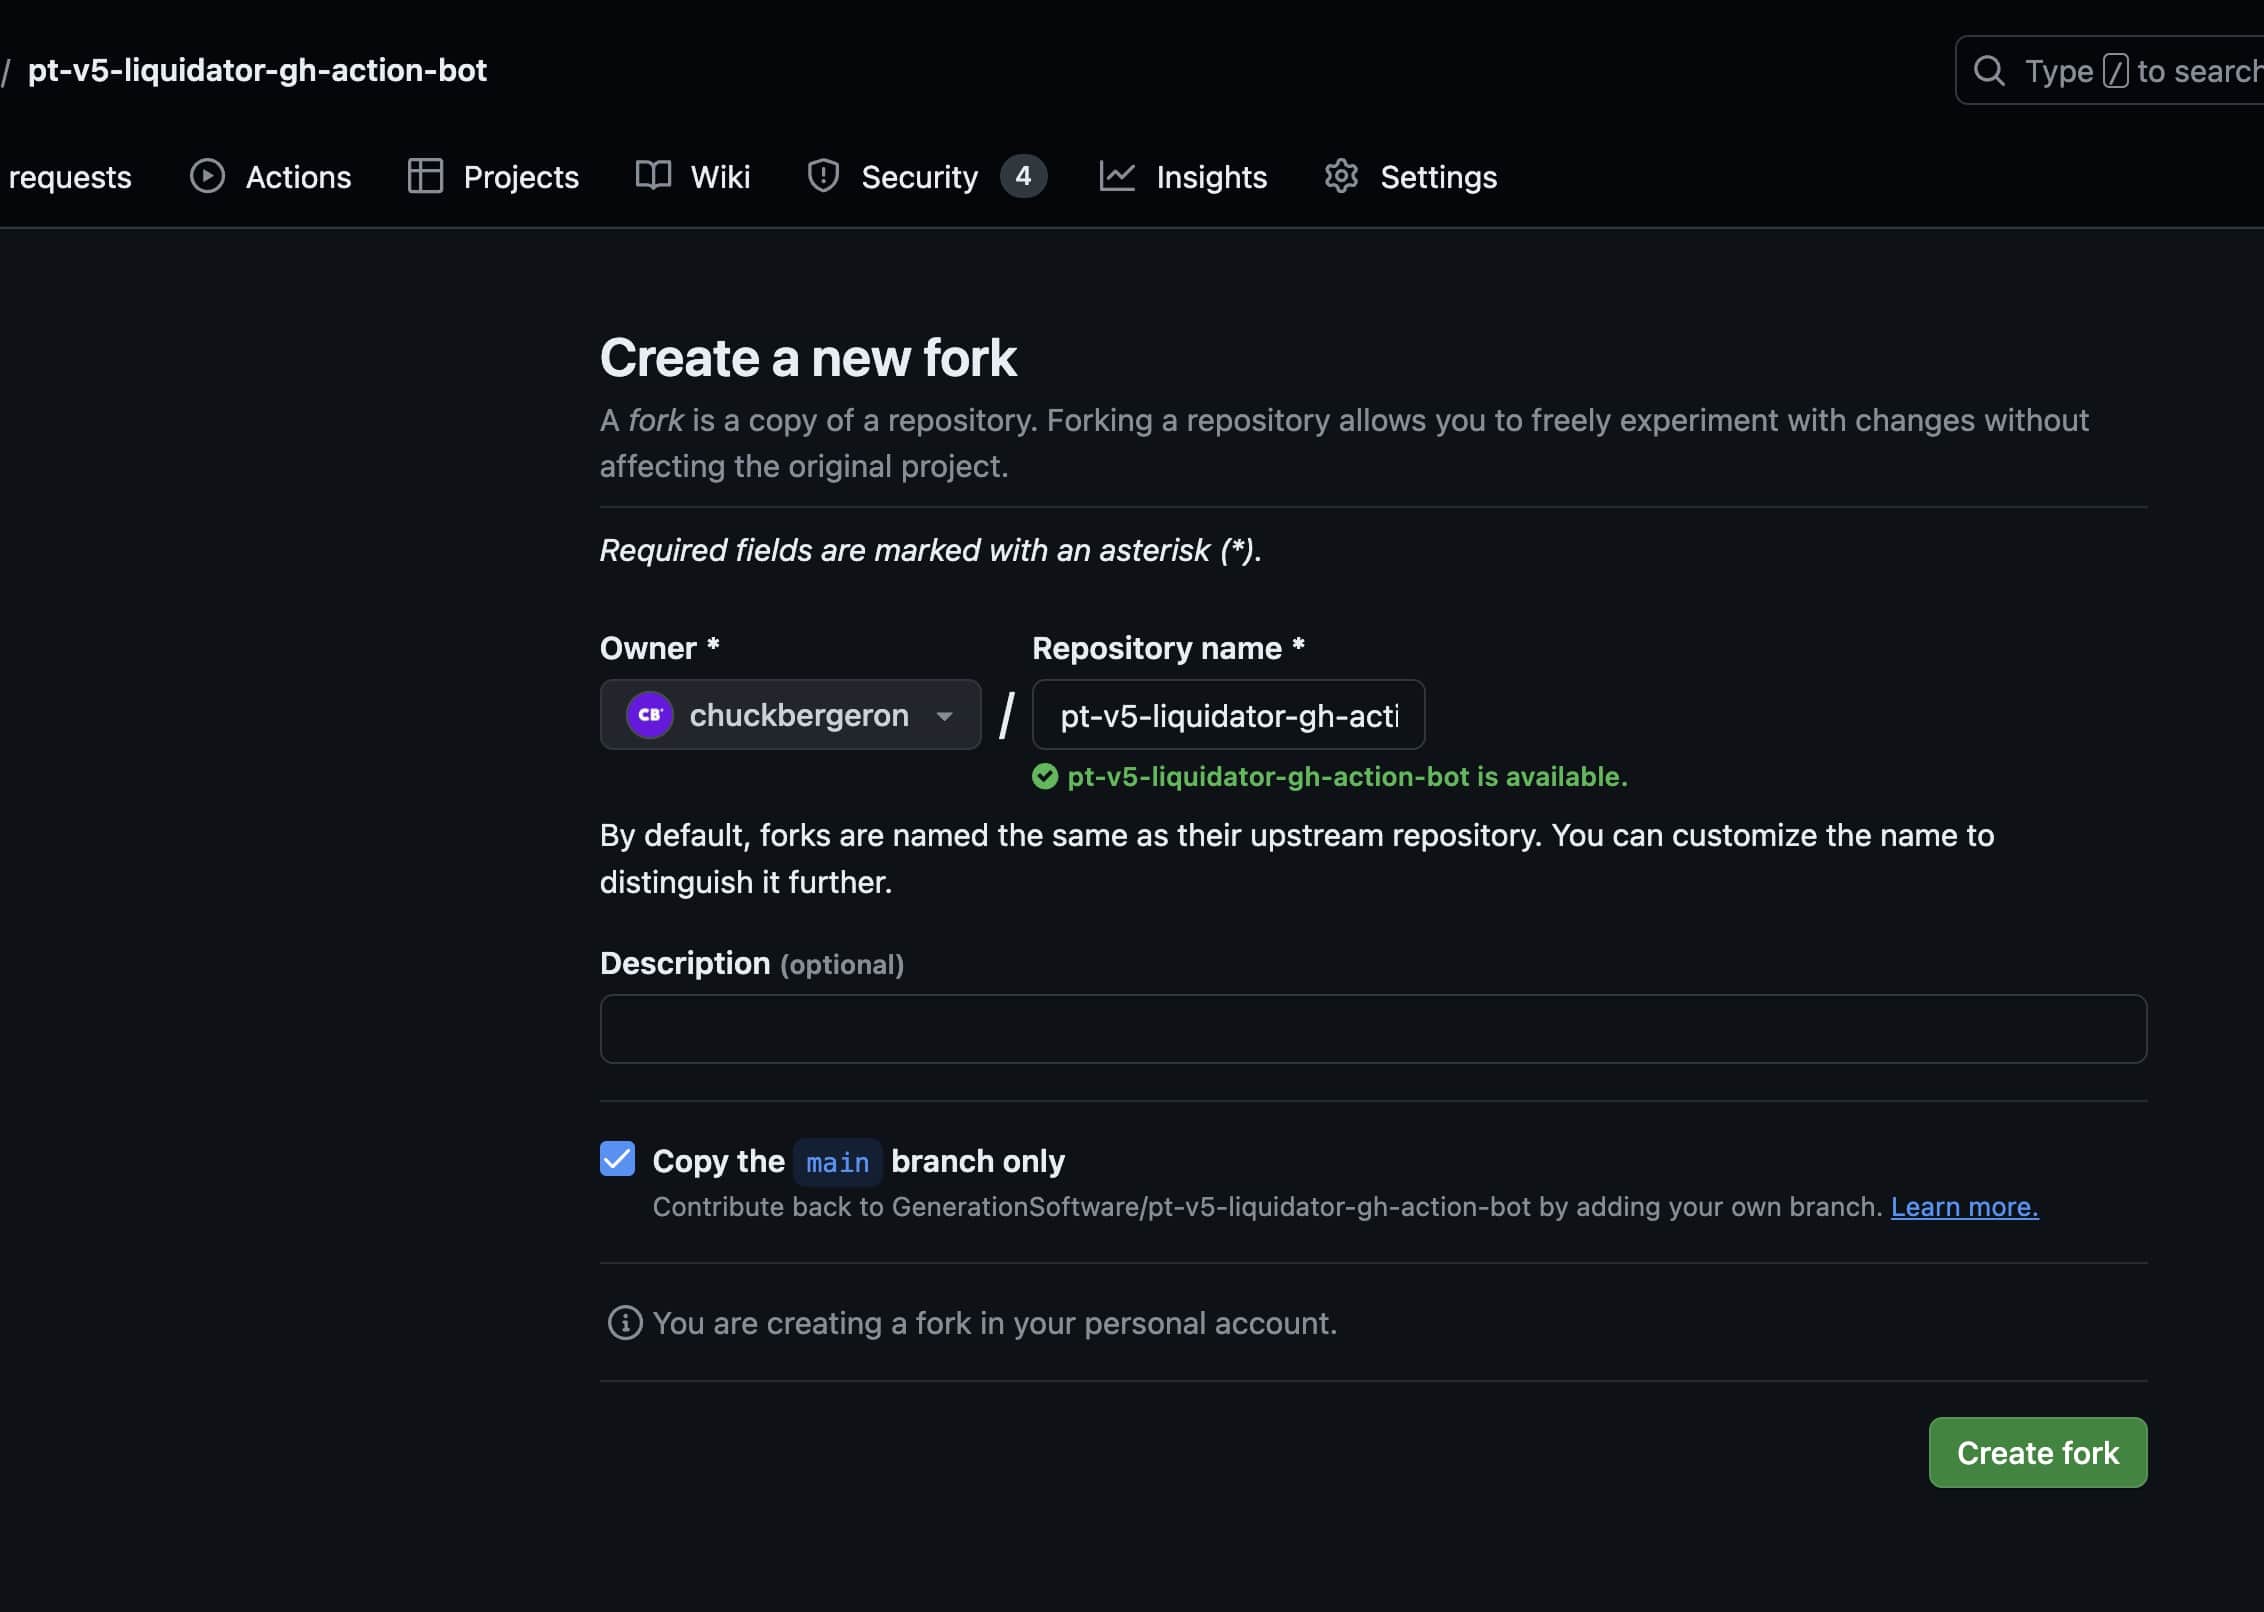 / pt-v5-liquidator-gh-action-bot
Type / to search
requests Actions Projects Wiki Security 4 Insights Settings
Create a new fork
A fork is a copy of a repository. Forking a repository allows you to freely experiment with changes without
affecting the original project.
Required fields are marked with an asterisk (*).
Owner * Repository name *
CB chuckbergeron / pt-v5-liquidator-gh-acti
pt-v5-liquidator-gh-action-bot is available.
By default, forks are named the same as their upstream repository. You can customize the name to
distinguish it further.
Description (optional)
Copy the main branch only
Contribute back to GenerationSoftware/pt-v5-liquidator-gh-action-bot by adding your own branch. Learn more.
You are creating a fork in your personal account.
Create fork